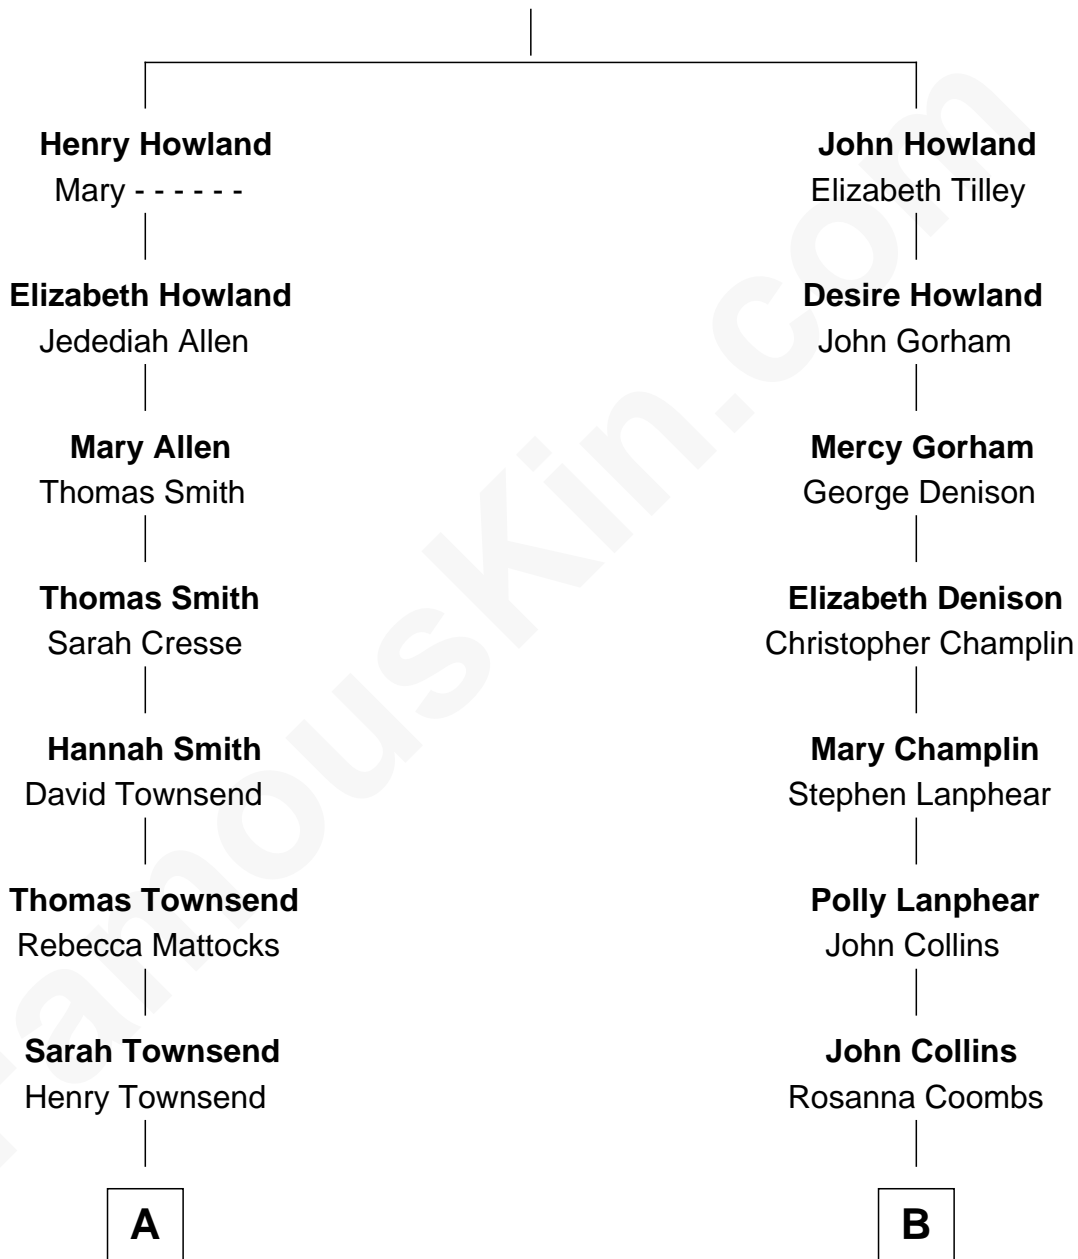 Henry Howland
Mary - - - - - -
Elizabeth Howland
Jedediah Allen
Mary Allen
Thomas Smith
Thomas Smith
Sarah Cresse
Hannah Smith
David Townsend
Thomas Townsend
Rebecca Mattocks
Sarah Townsend
Henry Townsend
A
John Howland
Elizabeth Tilley
Desire Howland
John Gorham
Mercy Gorham
George Denison
Elizabeth Denison
Christopher Champlin
Mary Champlin
Stephen Lanphear
Polly Lanphear
John Collins
John Collins
Rosanna Coombs
B
FamousKin.com